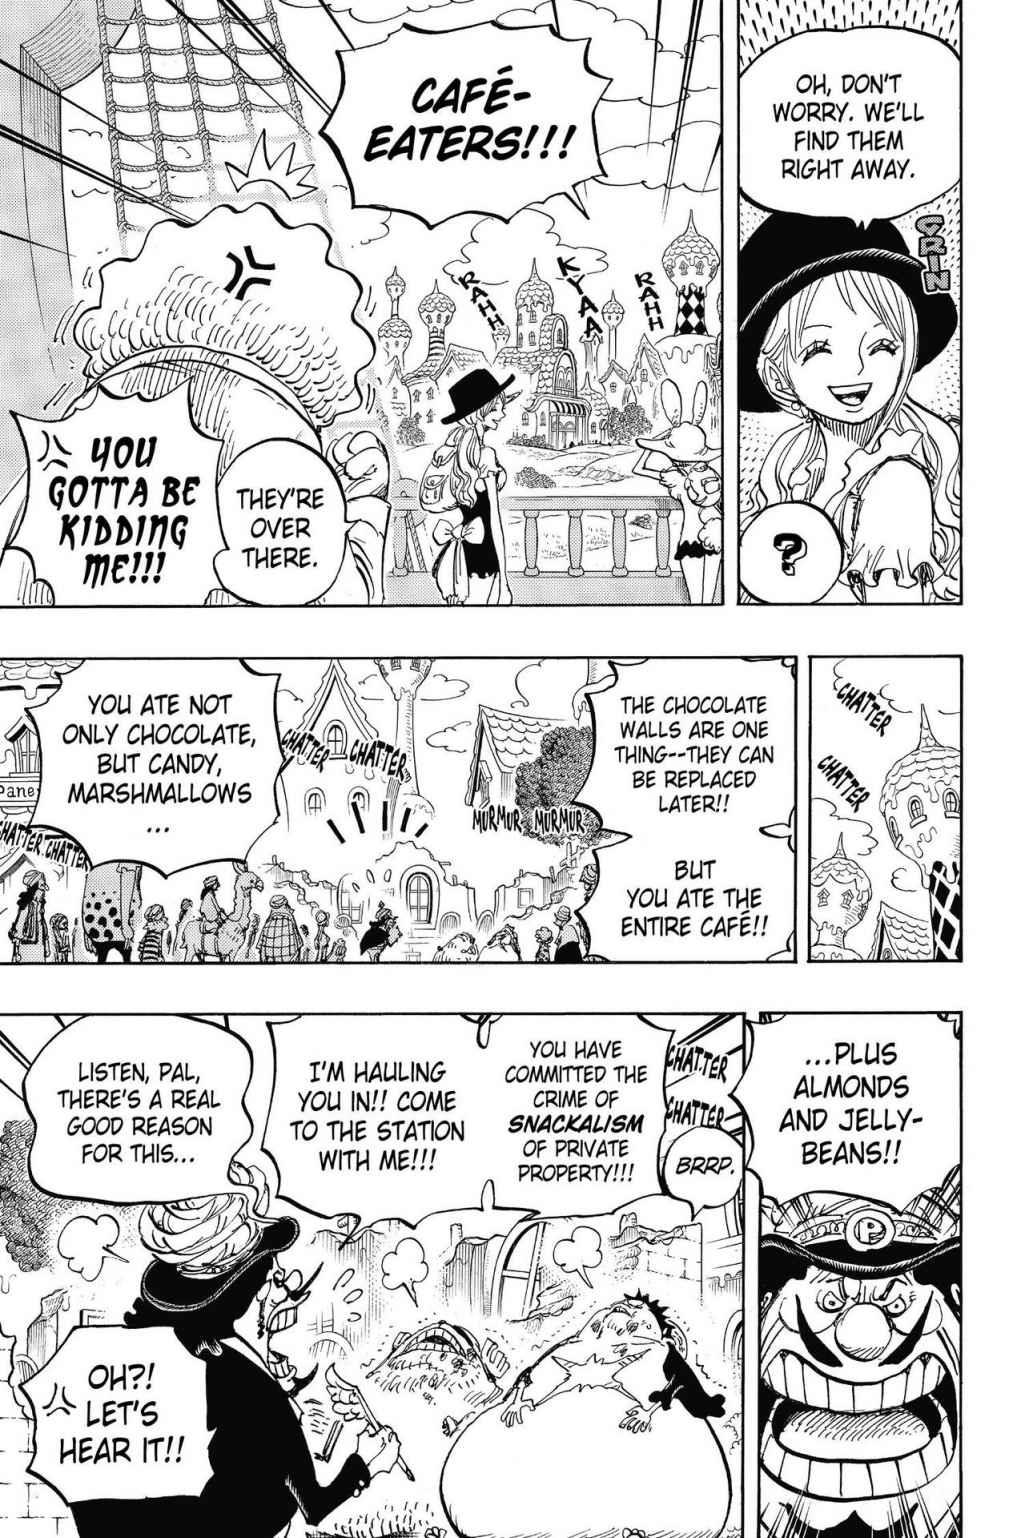 OH, DON'T
WORRY. WE'LL
FIND THEM
RIGHT AWAY.
GRIN
?
CAFÉ-
EATERS!!!
RAHH
KYAA
RAHH
THEY'RE
OVER
THERE.
YOU
GOTTA BE
KIDDING
ME!!!
CHATTER
CHATTER
THE CHOCOLATE
WALLS ARE ONE
THING--THEY CAN
BE REPLACED
LATER!!
BUT
YOU ATE THE
ENTIRE CAFÉ!!
MURMUR MURMUR
CHATTER CHATTER
YOU ATE NOT
ONLY CHOCOLATE,
BUT CANDY,
MARSHMALLOWS
...
Pane
CHATTER CHATTER
...PLUS
ALMONDS
AND JELLY-
BEANS!!
P
CHATTER
CHATTER
BRRP.
YOU HAVE
COMMITTED THE
CRIME OF
SNACKALISM
OF PRIVATE
PROPERTY!!!
I'M HAULING
YOU IN!! COME
TO THE STATION
WITH ME!!!
LISTEN, PAL,
THERE'S A REAL
GOOD REASON
FOR THIS...
OH?!
LET'S
HEAR IT!!